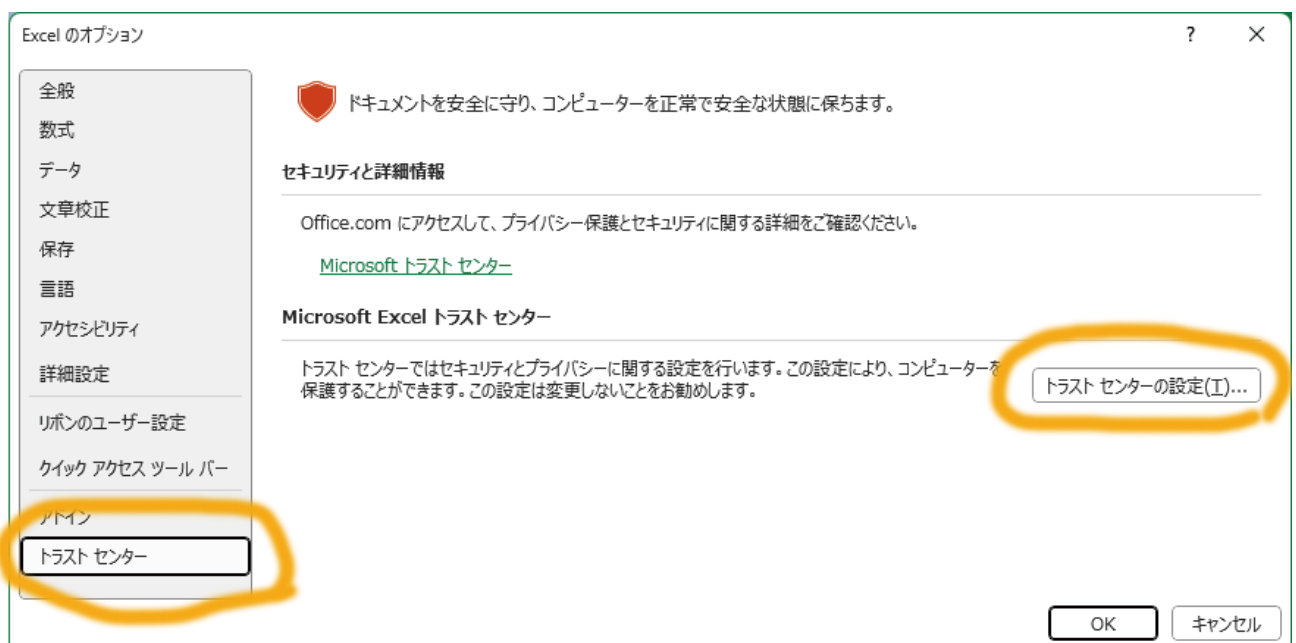 Excel のオプション
?
全般
数式
データ
文章校正
保存
言語
アクセシビリティ
詳細設定
リボンのユーザー設定
クイック アクセス ツール バー
アドイン
トラスト センター
ドキュメントを安全に守り、コンピューターを正常で安全な状態に保ちます。
セキュリティと詳細情報
Office.com にアクセスして、プライバシー保護とセキュリティに関する詳細をご確認ください。
Microsoft トラスト センター
Microsoft Excel トラスト センター
トラスト センターではセキュリティとプライバシーに関する設定を行います。この設定により、コンピューターを
保護することができます。この設定は変更しないことをお勧めします。
トラスト センターの設定(T)...
OK
キャンセル